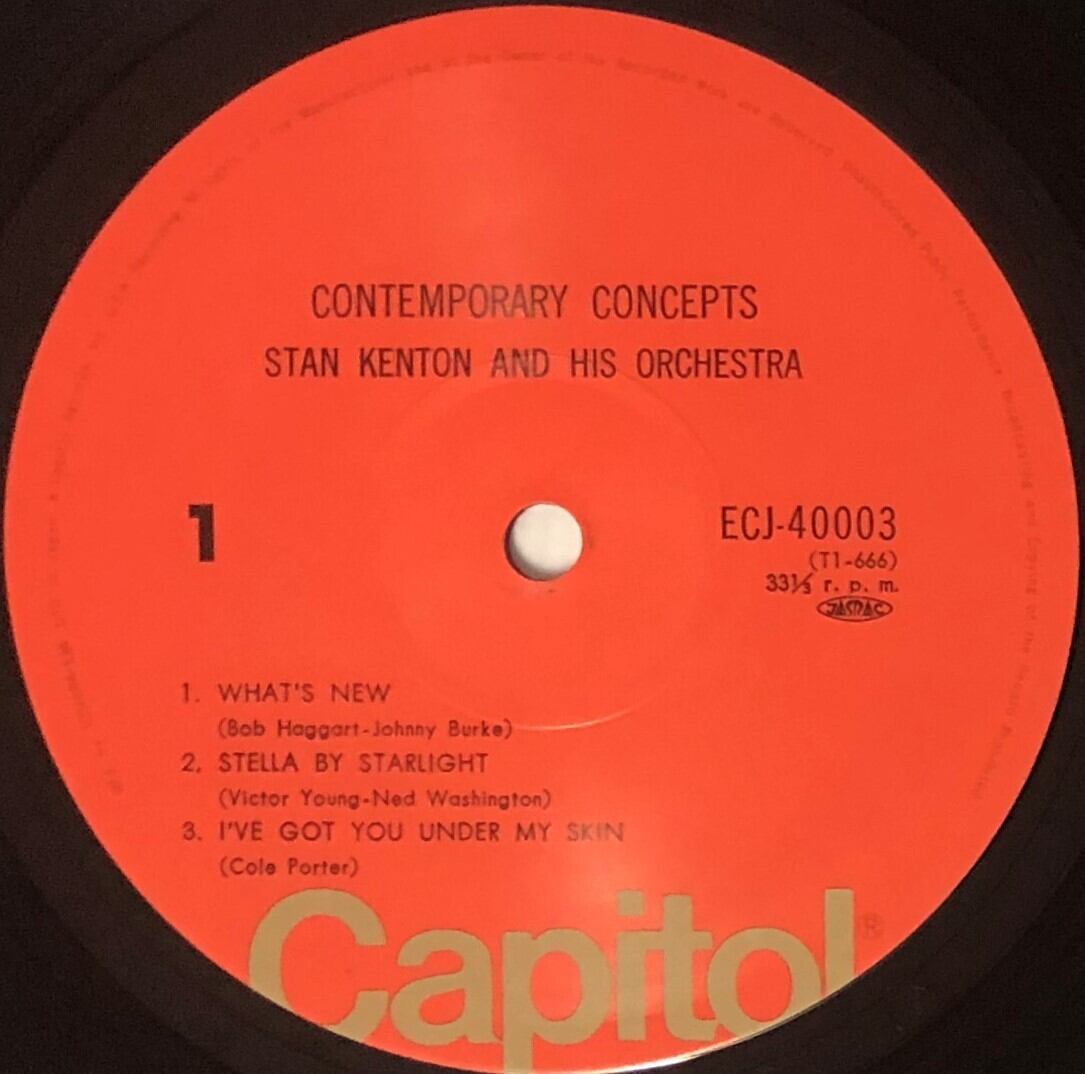 CONTEMPORARY CONCEPTS
STAN KENTON AND HIS ORCHESTRA
1
ECJ-40003
(T1-666)
33⅓ r. p. m.
JASRAC
1. WHAT'S NEW
(Bob Haggart-Johnny Burke)
2. STELLA BY STARLIGHT
(Victor Young-Ned Washington)
3. I'VE GOT YOU UNDER MY SKIN
(Cole Porter)
Capitol®